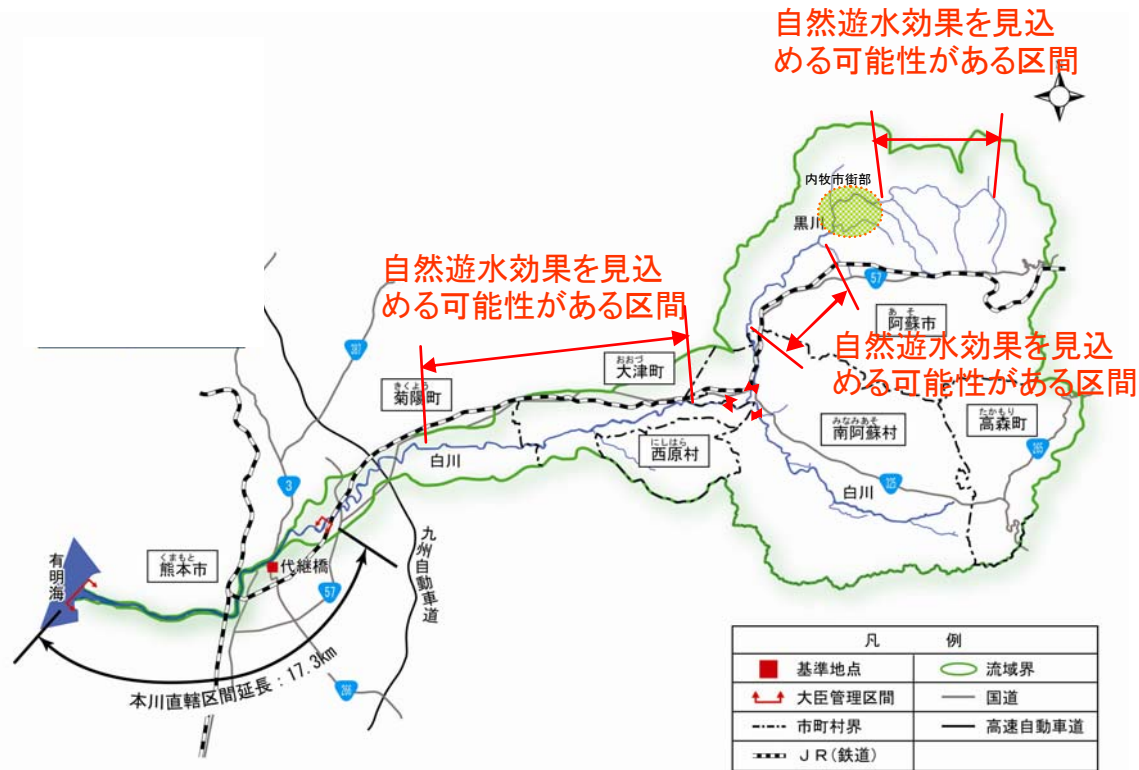 自然遊水効果を見込
める可能性がある区間
内牧市街部
黒川
57
自然遊水効果を見込
める可能性がある区間
あそ
阿蘇市
自然遊水効果を見込
める可能性がある区間
387
おおづ
大津町
きくよう
菊陽町
みなみあそ
南阿蘇村
たかもり
高森町
にしはら
西原村
265
白川
325
白川
3
九州自動車道
有明海
くまもと
熊本市
代継橋
57
266
本川直轄区間延長：17.3km
凡 例
基準地点
流域界
大臣管理区間
国道
市町村界
高速自動車道
ＪＲ(鉄道)